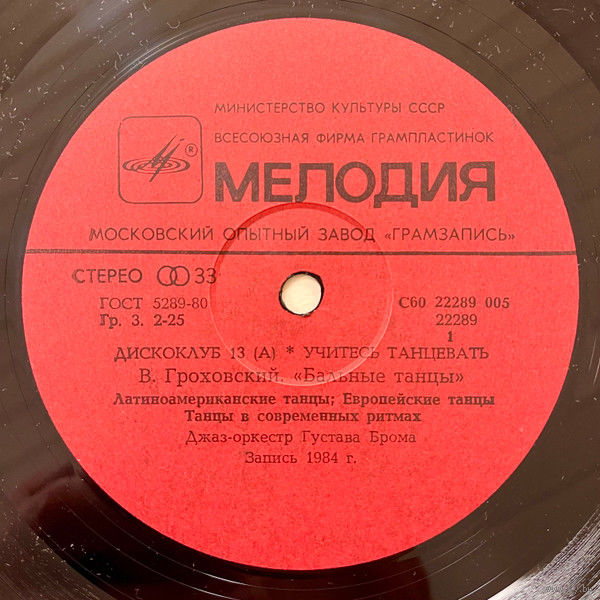 МИНИСТЕРСТВО КУЛЬТУРЫ СССР
ВСЕСОЮЗНАЯ ФИРМА ГРАМПЛАСТИНОК
®
МЕЛОДИЯ
МОСКОВСКИЙ ОПЫТНЫЙ ЗАВОД «ГРАМЗАПИСЬ»
СТЕРЕО 33
ГОСТ 5289-80 С60 22289 005
Гр. 3. 2-25 22289
1
ДИСКОКЛУБ 13 (А) * УЧИТЕСЬ ТАНЦЕВАТЬ
В. Гроховский. «Бальные танцы»
Латиноамериканские танцы; Европейские танцы
Танцы в современных ритмах
Джаз-оркестр Густава Брома
Запись 1984 г.